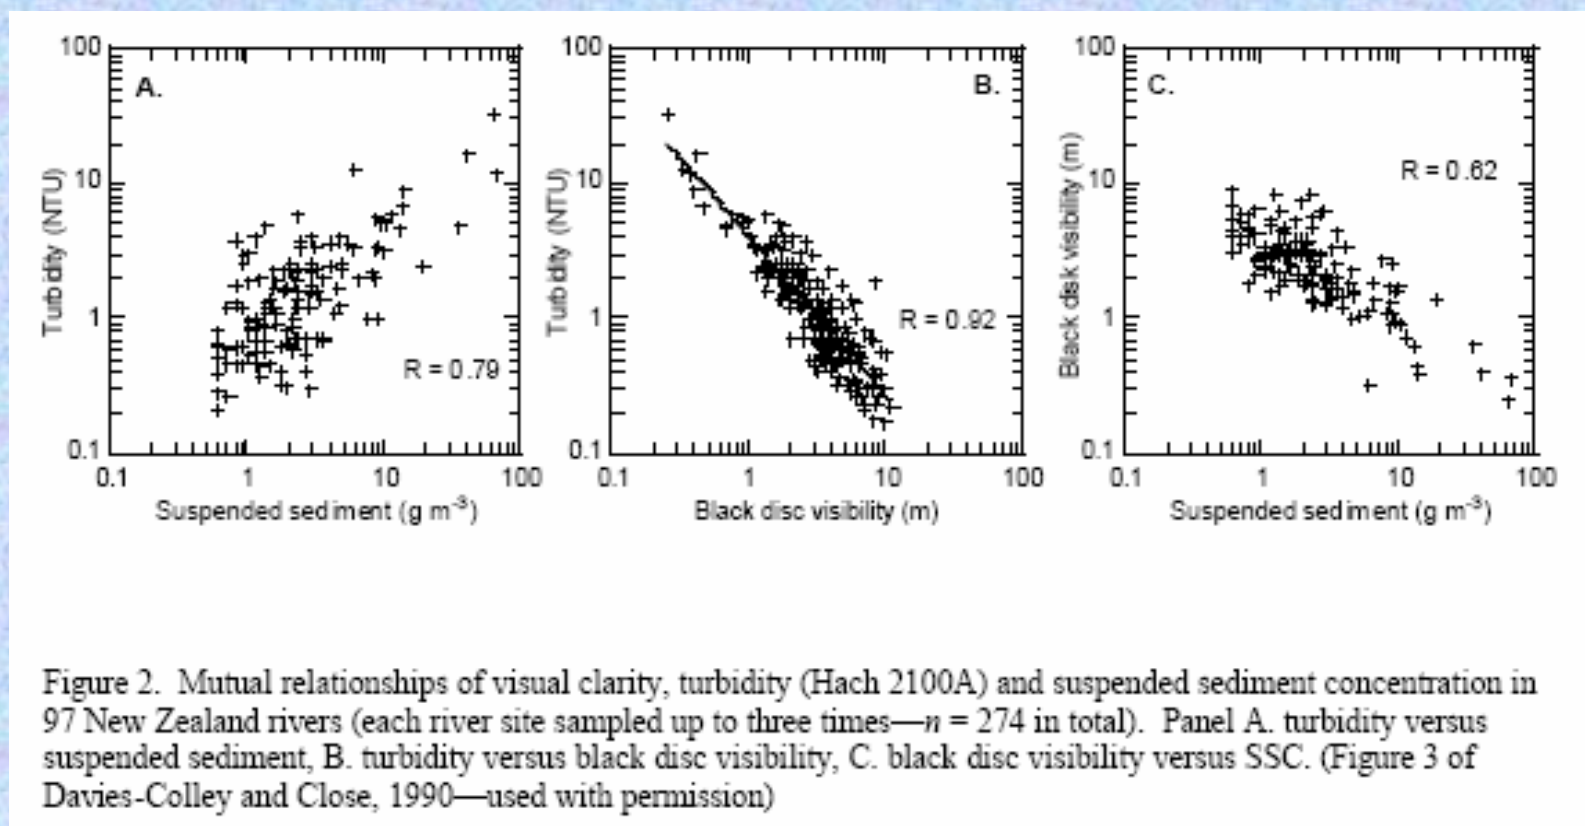 100
A.
10
1
0.1
Turbidity (NTU)
R = 0.79
0.1 1 10 100
Suspended sediment (g m-3)
100
B.
10
1
0.1
Turbidity (NTU)
R = 0.92
0.1 1 10 100
Black disc visibility (m)
100
C.
10
1
0.1
Black disk visibility (m)
R = 0.62
0.1 1 10 100
Suspended sediment (g m-3)
Figure 2. Mutual relationships of visual clarity, turbidity (Hach 2100A) and suspended sediment concentration in
97 New Zealand rivers (each river site sampled up to three times—n = 274 in total). Panel A. turbidity versus
suspended sediment, B. turbidity versus black disc visibility, C. black disc visibility versus SSC. (Figure 3 of
Davies-Colley and Close, 1990—used with permission)